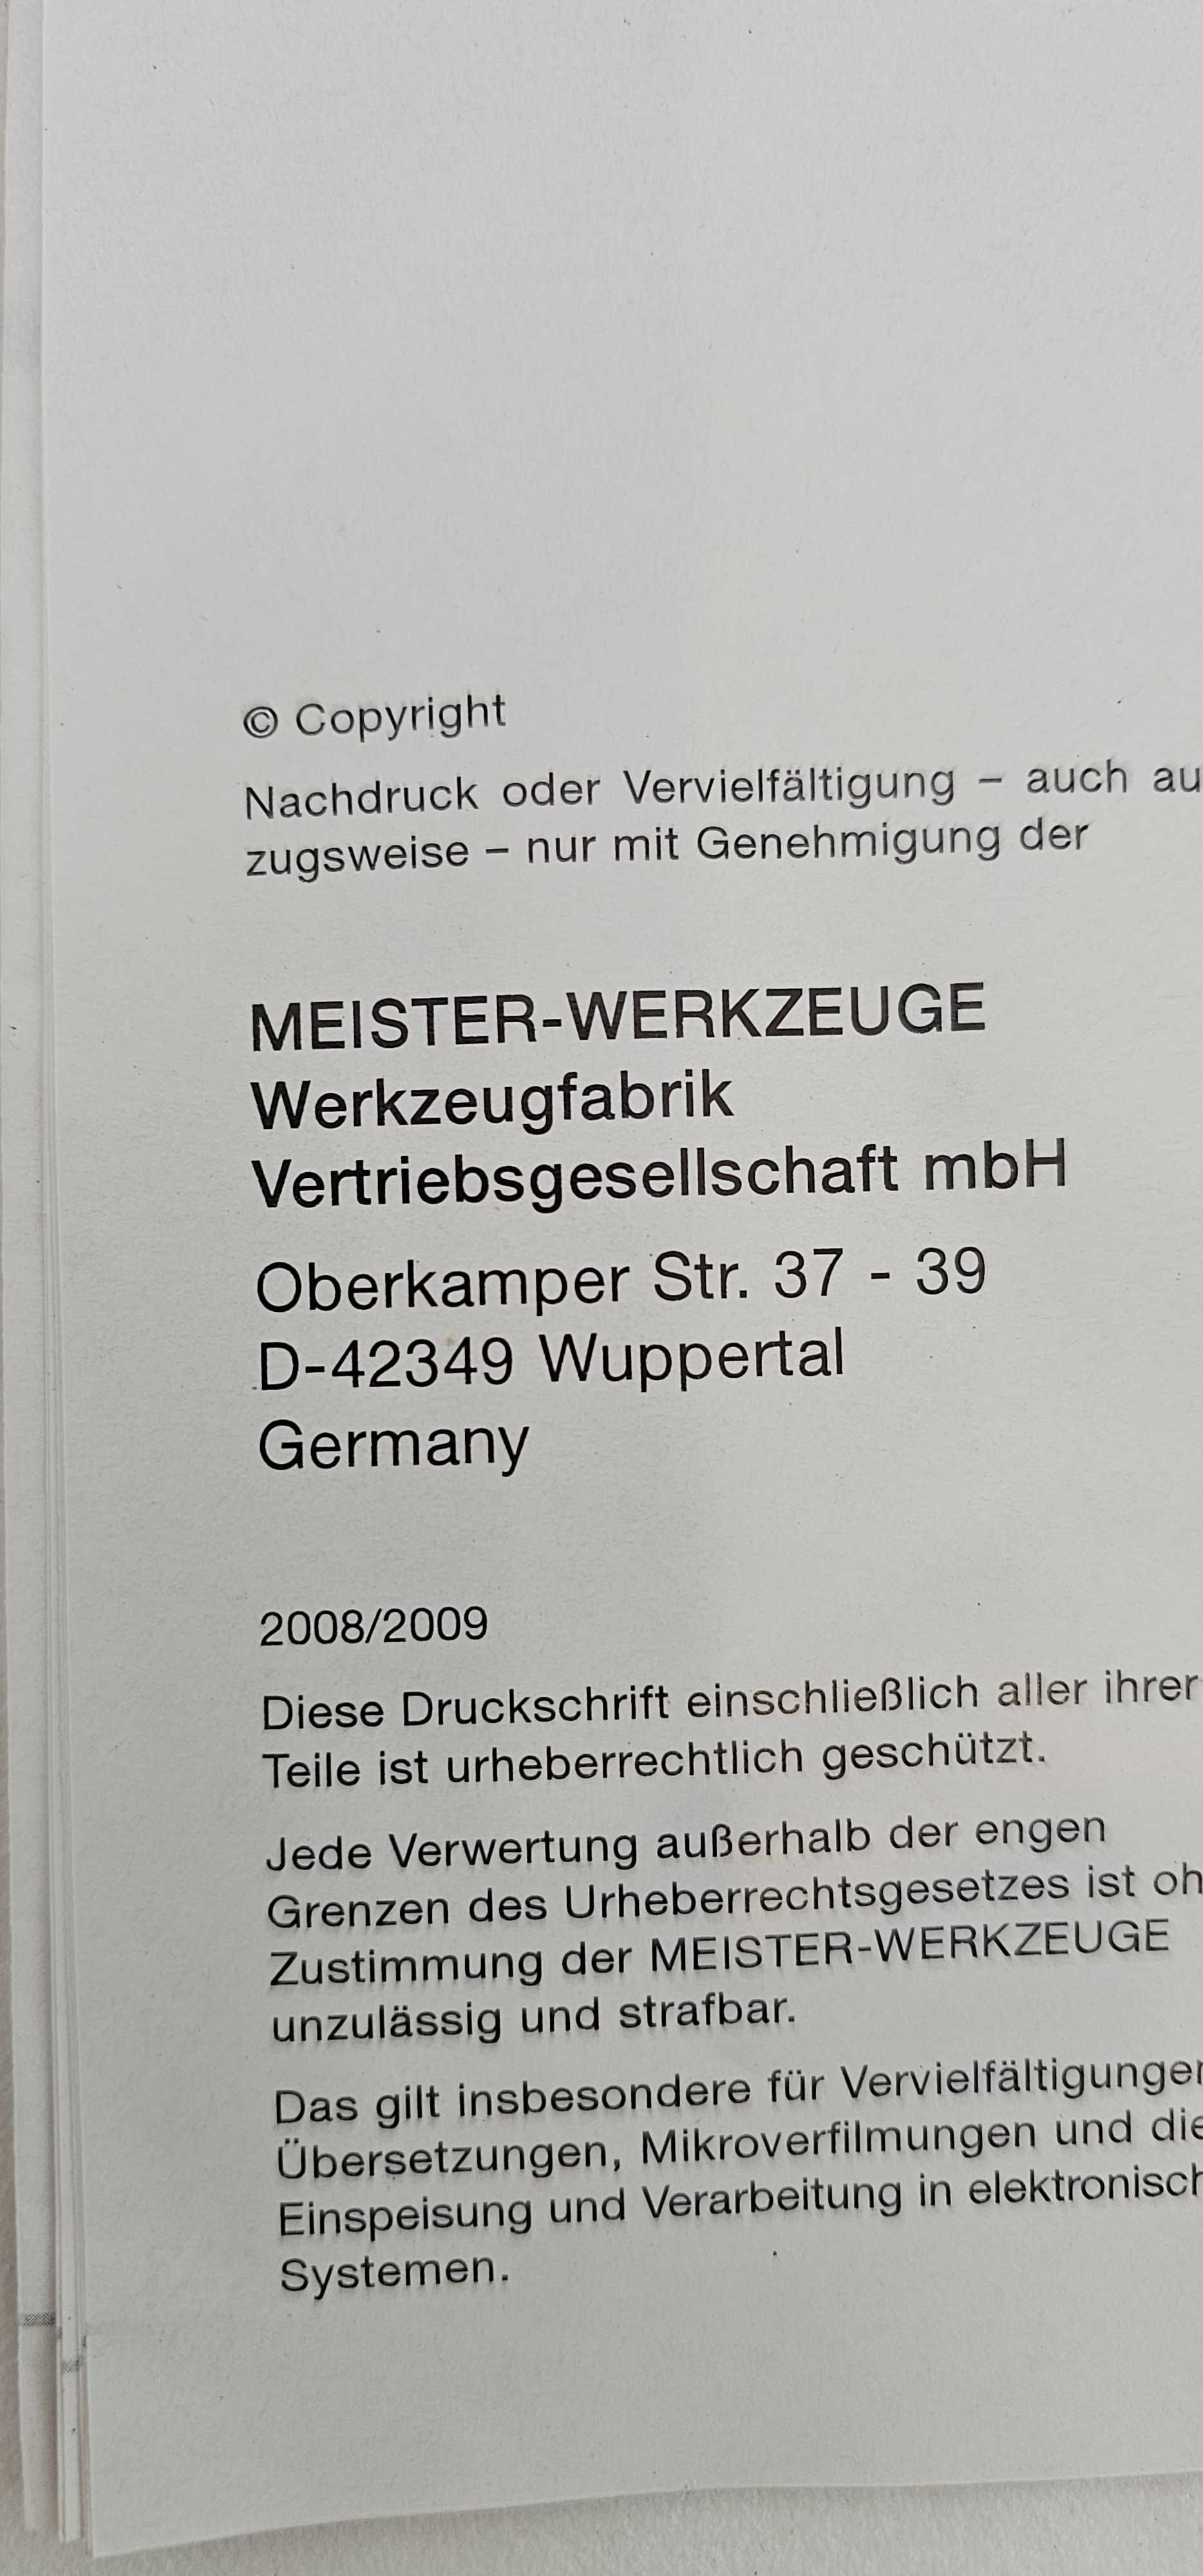 © Copyright
Nachdruck oder Vervielfältigung – auch au
zugsweise – nur mit Genehmigung der
MEISTER-WERKZEUGE
Werkzeugfabrik
Vertriebsgesellschaft mbH
Oberkamper Str. 37 - 39
D-42349 Wuppertal
Germany
2008/2009
Diese Druckschrift einschließlich aller ihrer
Teile ist urheberrechtlich geschützt.
Jede Verwertung außerhalb der engen
Grenzen des Urheberrechtsgesetzes ist oh
Zustimmung der MEISTER-WERKZEUGE
unzulässig und strafbar.
Das gilt insbesondere für Vervielfältigungen
Übersetzungen, Mikroverfilmungen und die
Einspeisung und Verarbeitung in elektronisch
Systemen.